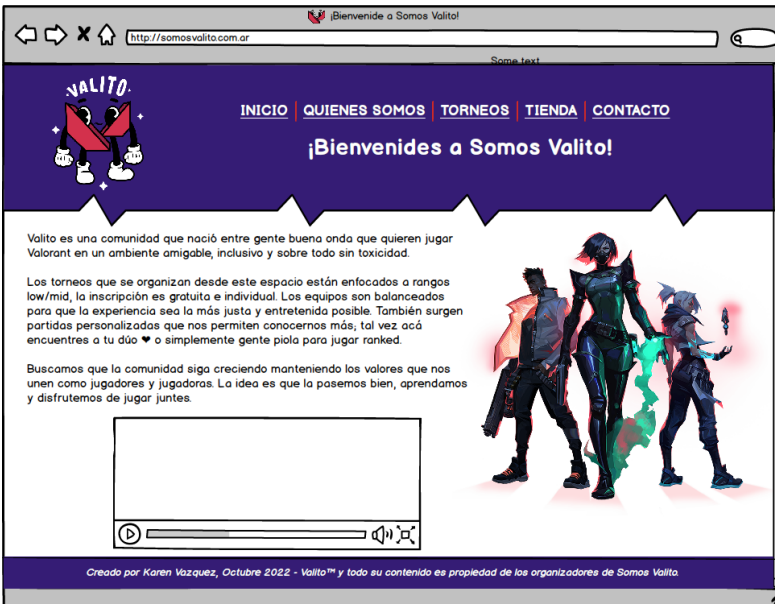 ¡Bienvenide a Somos Valito!
http://somosvalito.com.ar
Some text
VALITO
INICIO | QUIENES SOMOS | TORNEOS | TIENDA | CONTACTO
¡Bienvenides a Somos Valito!
Valito es una comunidad que nació entre gente buena onda que quieren jugar
Valorant en un ambiente amigable, inclusivo y sobre todo sin toxicidad.
Los torneos que se organizan desde este espacio están enfocados a rangos
low/mid, la inscripción es gratuita e individual. Los equipos son balanceados
para que la experiencia sea la más justa y entretenida posible. También surgen
partidas personalizadas que nos permiten conocernos más; tal vez acá
encuentres a tu dúo ❤ o simplemente gente piola para jugar ranked.
Buscamos que la comunidad siga creciendo manteniendo los valores que nos
unen como jugadores y jugadoras. La idea es que la pasemos bien, aprendamos
y disfrutemos de jugar juntes.
Creado por Karen Vazquez, Octubre 2022 - Valito™ y todo su contenido es propiedad de los organizadores de Somos Valito.